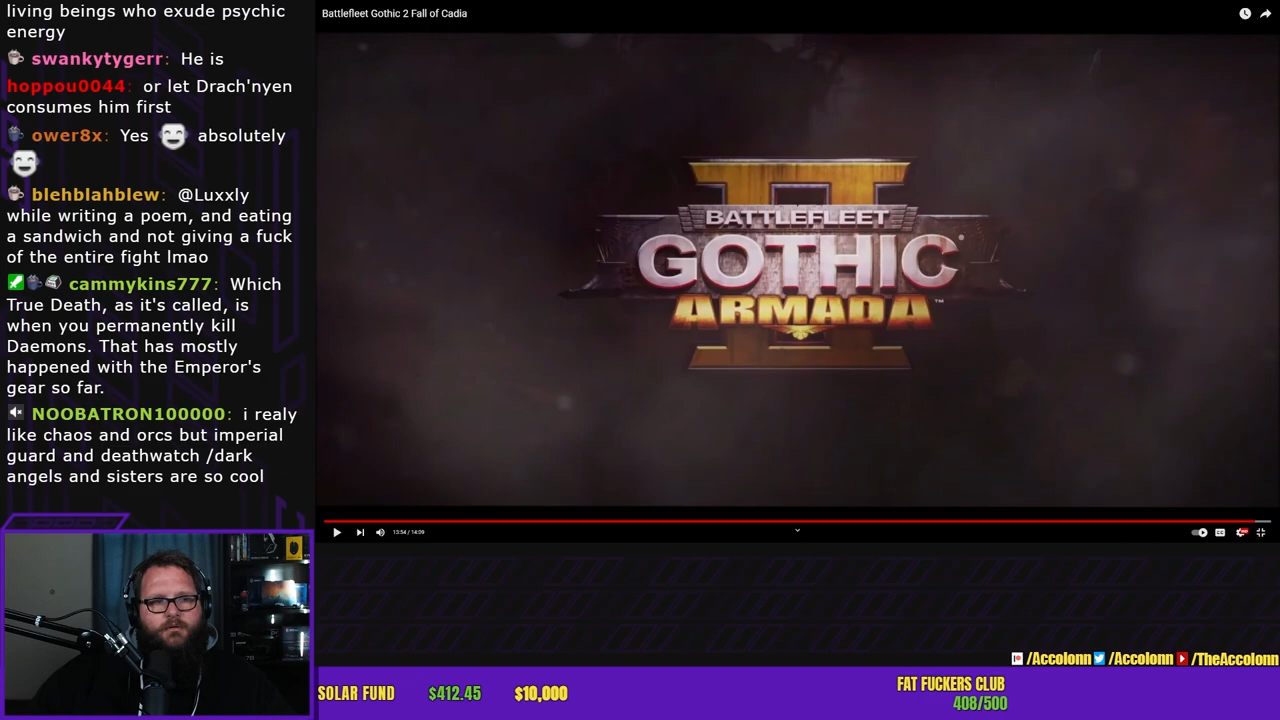 living beings who exude psychic
energy
swankytygerr: He is
hoppou0044: or let Drach'nyen
consumes him first
ower8x: Yes absolutely
blehblahblew: @Luxxly
while writing a poem, and eating
a sandwich and not giving a fuck
of the entire fight lmao
cammykins777: Which
True Death, as it's called, is
when you permanently kill
Daemons. That has mostly
happened with the Emperor's
gear so far.
NOOBATRON100000: i realy
like chaos and orcs but imperial
guard and deathwatch /dark
angels and sisters are so cool
Battlefleet Gothic 2 Fall of Cadia
II
BATTLEFLEET
GOTHIC
ARMADA™
13:54 / 14:09
/Accolonn /Accolonn /TheAccolonn
SOLAR FUND $412.45 $10,000
FAT FUCKERS CLUB
408/500